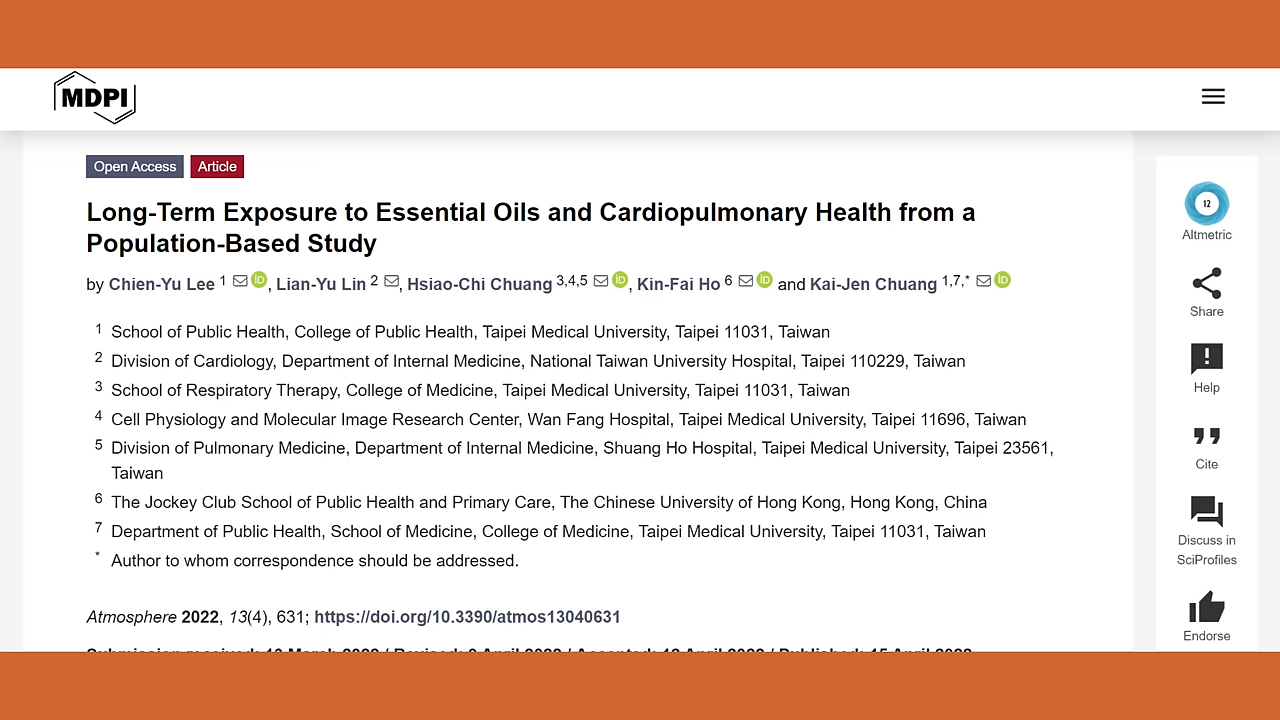 MDPI
Open Access Article
Long-Term Exposure to Essential Oils and Cardiopulmonary Health from a
Population-Based Study
by Chien-Yu Lee 1 iD, Lian-Yu Lin 2, Hsiao-Chi Chuang 3,4,5 iD, Kin-Fai Ho 6 iD and Kai-Jen Chuang 1,7,* iD
1 School of Public Health, College of Public Health, Taipei Medical University, Taipei 11031, Taiwan
2 Division of Cardiology, Department of Internal Medicine, National Taiwan University Hospital, Taipei 110229, Taiwan
3 School of Respiratory Therapy, College of Medicine, Taipei Medical University, Taipei 11031, Taiwan
4 Cell Physiology and Molecular Image Research Center, Wan Fang Hospital, Taipei Medical University, Taipei 11696, Taiwan
5 Division of Pulmonary Medicine, Department of Internal Medicine, Shuang Ho Hospital, Taipei Medical University, Taipei 23561,
Taiwan
6 The Jockey Club School of Public Health and Primary Care, The Chinese University of Hong Kong, Hong Kong, China
7 Department of Public Health, School of Medicine, College of Medicine, Taipei Medical University, Taipei 11031, Taiwan
* Author to whom correspondence should be addressed.
Atmosphere 2022, 13(4), 631; https://doi.org/10.3390/atmos13040631
12
Altmetric
Share
Help
Cite
Discuss in
SciProfiles
Endorse